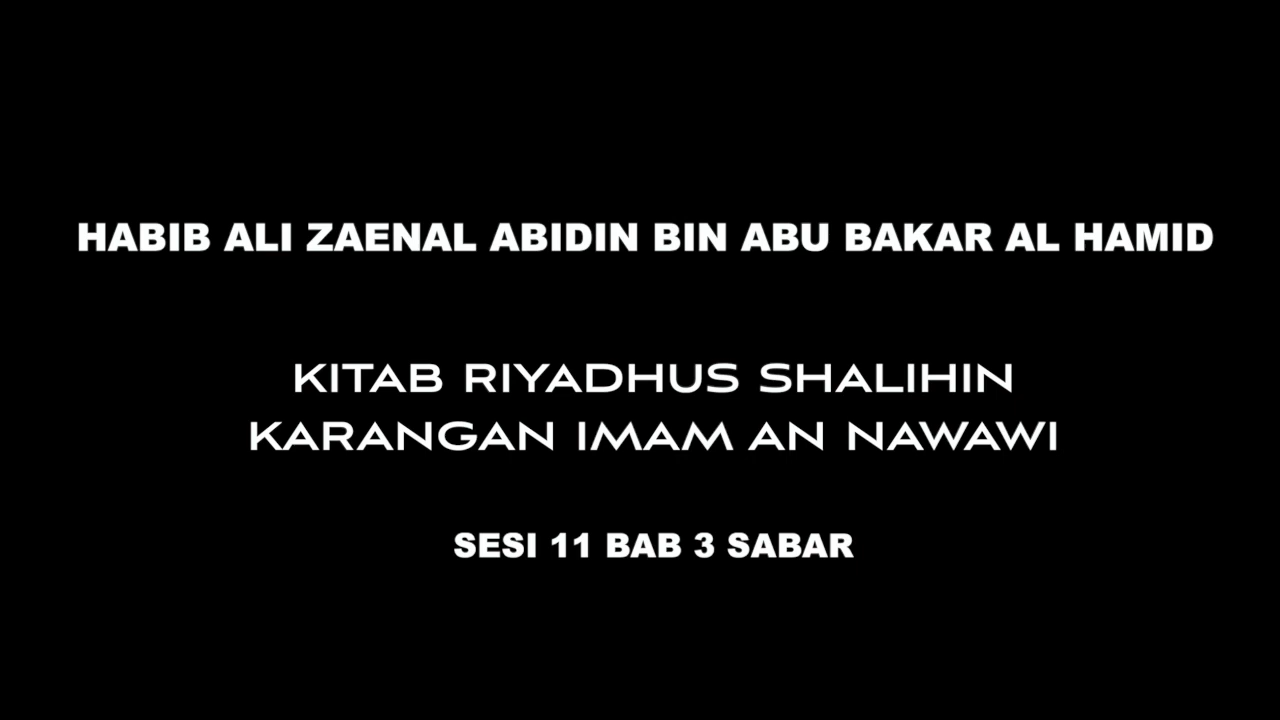 HABIB ALI ZAENAL ABIDIN BIN ABU BAKAR AL HAMID
KITAB RIYADHUS SHALIHIN
KARANGAN IMAM AN NAWAWI
SESI 11 BAB 3 SABAR